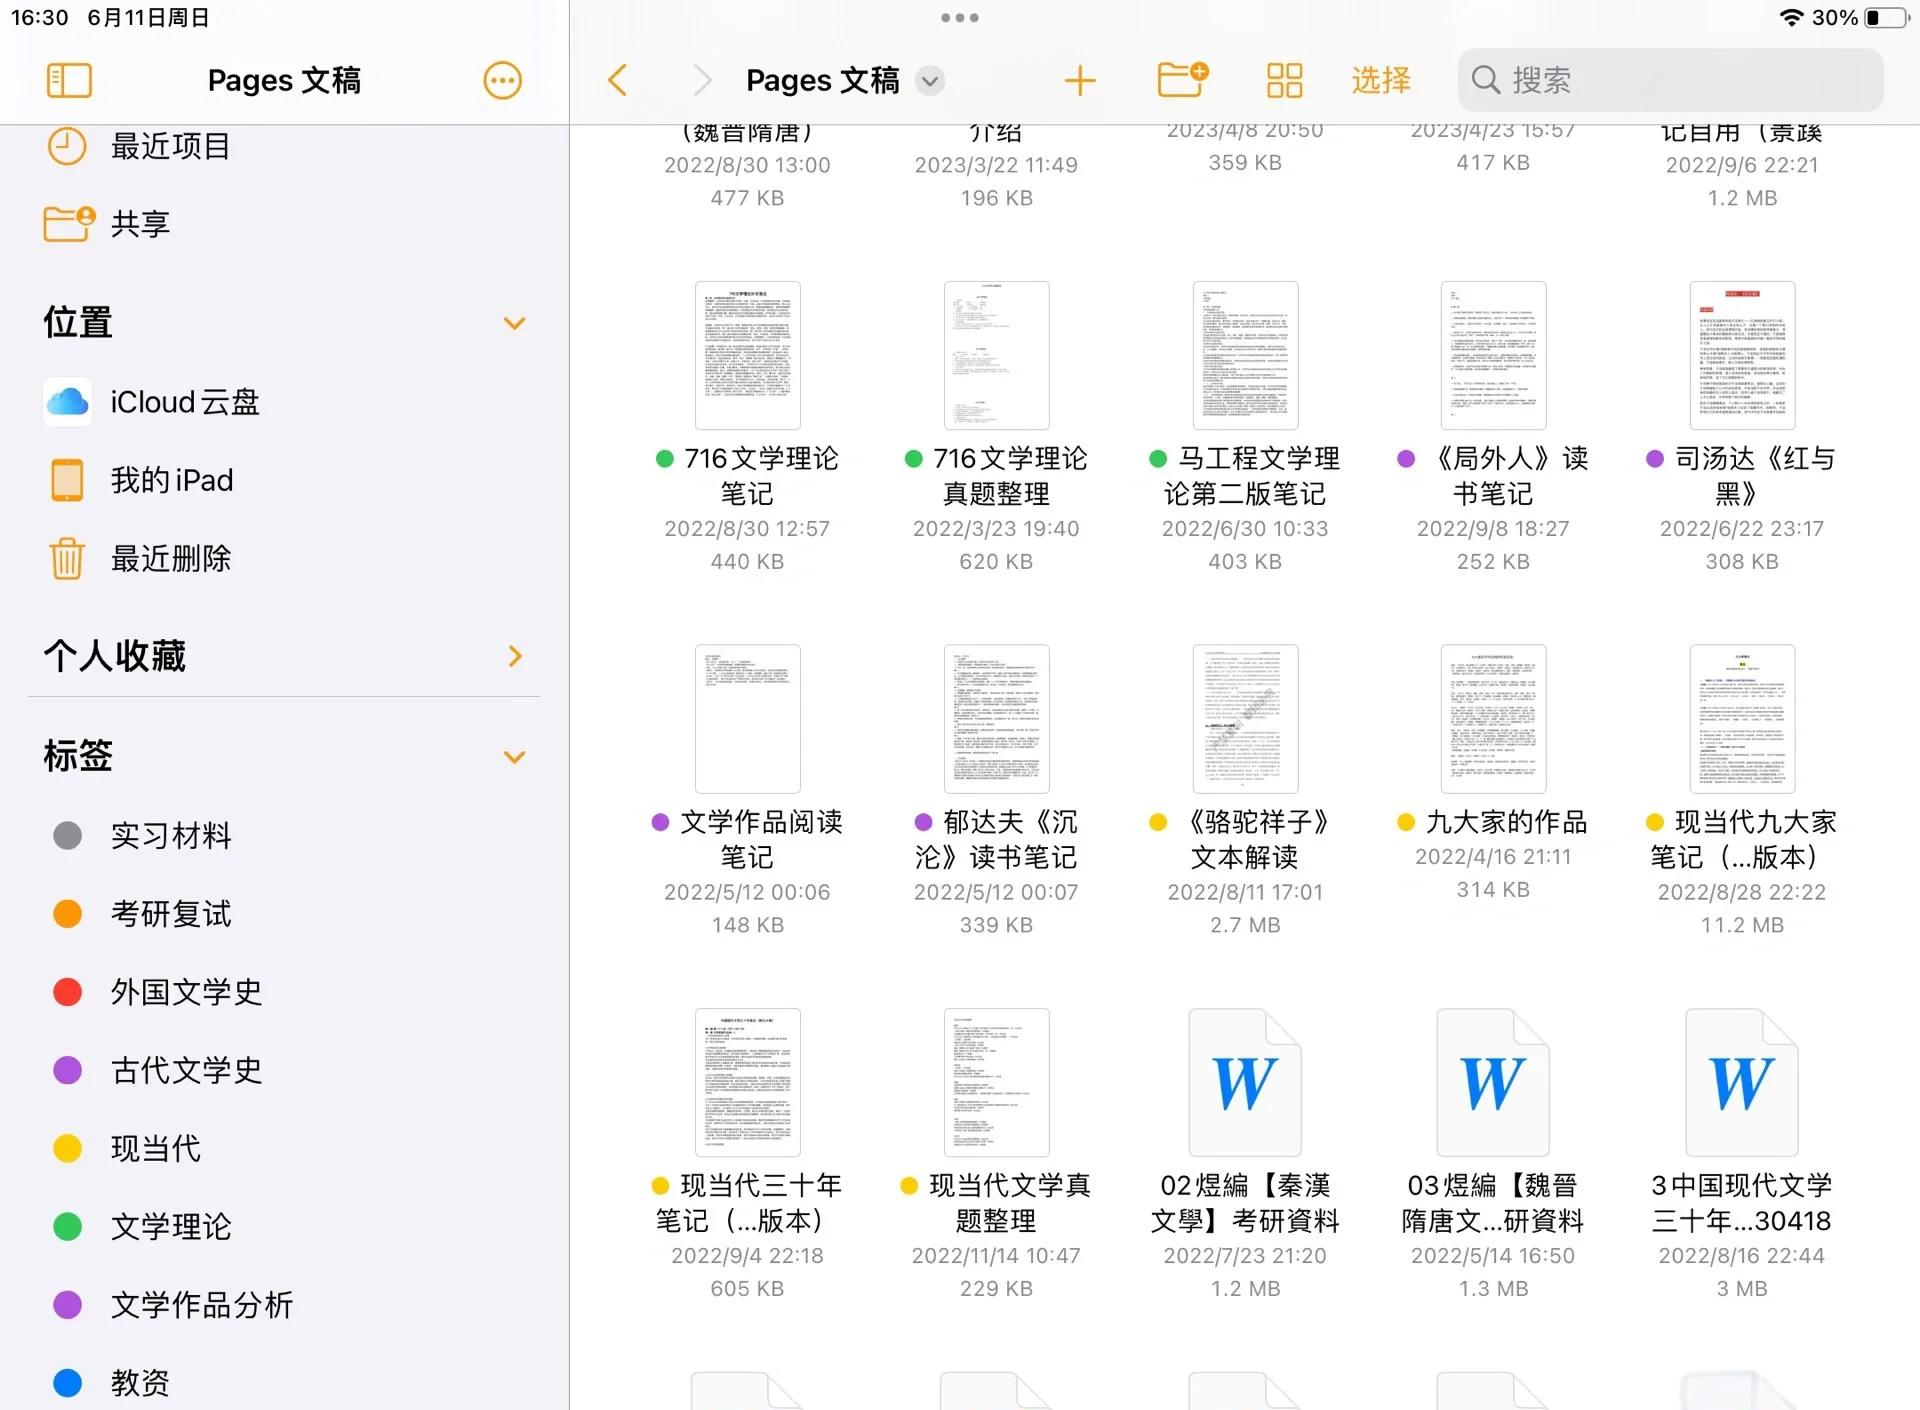 16:30 6月11日周日
30%
Pages 文稿
Pages 文稿
选择
搜索
最近项目
共享
位置
iCloud云盘
我的iPad
最近删除
个人收藏
标签
实习材料
考研复试
外国文学史
古代文学史
现当代
文学理论
文学作品分析
教资
（魏晋隋唐）
2022/8/30 13:00
477 KB
介绍
2023/3/22 11:49
196 KB
2023/4/8 20:50
359 KB
2023/4/23 15:57
417 KB
记自用（景蹊
2022/9/6 22:21
1.2 MB
716文学理论
笔记
2022/8/30 12:57
440 KB
716文学理论
真题整理
2022/3/23 19:40
620 KB
马工程文学理
论第二版笔记
2022/6/30 10:33
403 KB
《局外人》读
书笔记
2022/9/8 18:27
252 KB
司汤达《红与
黑》
2022/6/22 23:17
308 KB
文学作品阅读
笔记
2022/5/12 00:06
148 KB
郁达夫《沉
沦》读书笔记
2022/5/12 00:07
339 KB
《骆驼祥子》
文本解读
2022/8/11 17:01
2.7 MB
九大家的作品
2022/4/16 21:11
314 KB
现当代九大家
笔记（...版本）
2022/8/28 22:22
11.2 MB
现当代三十年
笔记（...版本）
2022/9/4 22:18
605 KB
现当代文学真
题整理
2022/11/14 10:47
229 KB
W
02煜編【秦漢
文學】考研資料
2022/7/23 21:20
1.2 MB
W
03煜編【魏晉
隋唐文...研資料
2022/5/14 16:50
1.3 MB
W
3中国现代文学
三十年...30418
2022/8/16 22:44
3 MB